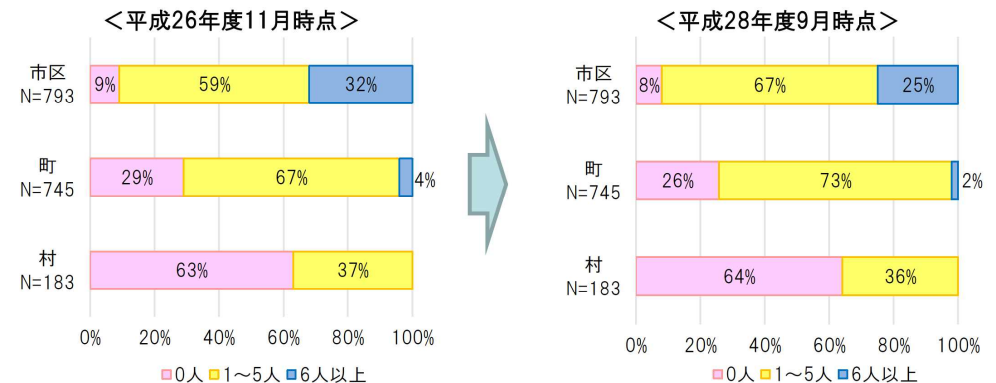 ＜平成26年度11月時点＞
市区
N=793
9%
59%
32%
町
N=745
29%
67%
4%
村
N=183
63%
37%
0%
20%
40%
60%
80%
100%
0人
1～5人
6人以上
＜平成28年度9月時点＞
市区
N=793
8%
67%
25%
町
N=745
26%
73%
2%
村
N=183
64%
36%
0%
20%
40%
60%
80%
100%
0人
1～5人
6人以上